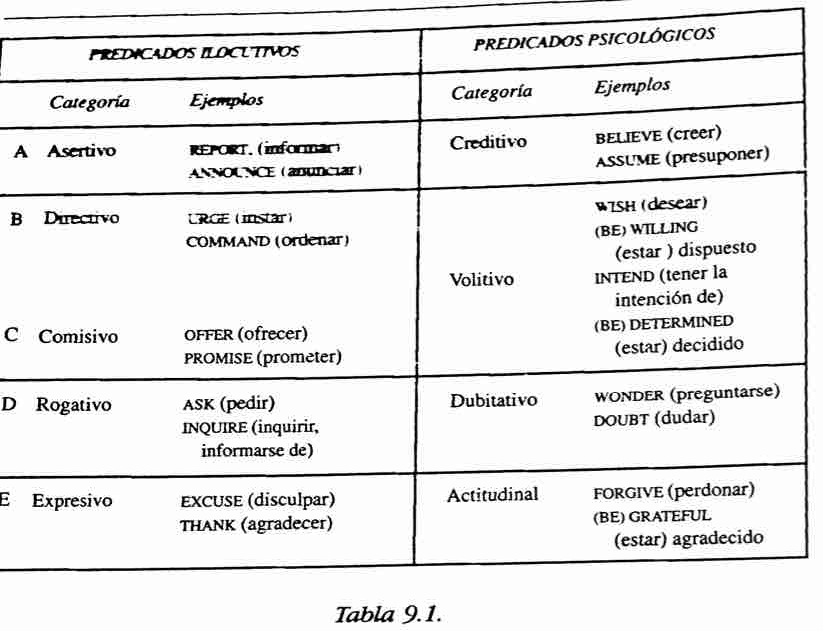 PREDICADOS ILOCUTIVOS
PREDICADOS PSICOLÓGICOS
Categoría Ejemplos
Categoría Ejemplos
A Asertivo REPORT. (informar)
ANNOUNCE (anunciar)
Creditivo BELIEVE (creer)
ASSUME (presuponer)
B Directivo URGE (instar)
COMMAND (ordenar)
C Comisivo OFFER (ofrecer)
PROMISE (prometer)
Volitivo
WISH (desear)
(BE) WILLING
(estar ) dispuesto
INTEND (tener la
intención de)
(BE) DETERMINED
(estar) decidido
D Rogativo ASK (pedir)
INQUIRE (inquirir,
informarse de)
Dubitativo WONDER (preguntarse)
DOUBT (dudar)
E Expresivo EXCUSE (disculpar)
THANK (agradecer)
Actitudinal FORGIVE (perdonar)
(BE) GRATEFUL
(estar) agradecido
Tabla 9.1.